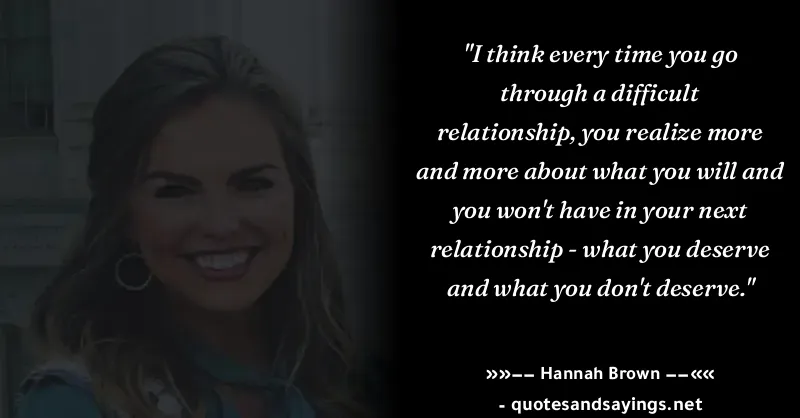 "I think every time you go
through a difficult
relationship, you realize more
and more about what you will and
you won't have in your next
relationship - what you deserve
and what you don't deserve."
»»−− Hannah Brown −−««
- quotesandsayings.net